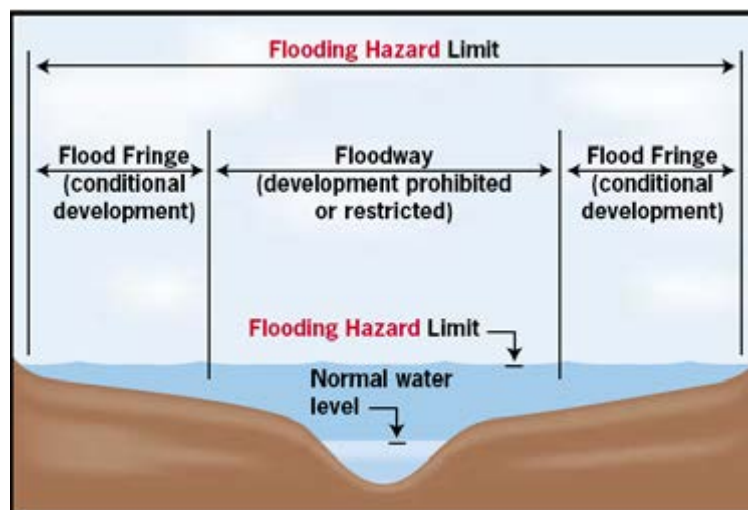 Flooding Hazard Limit
Flood Fringe
(conditional
development)
Floodway
(development prohibited
or restricted)
Flood Fringe
(conditional
development)
Flooding Hazard Limit
Normal water
level